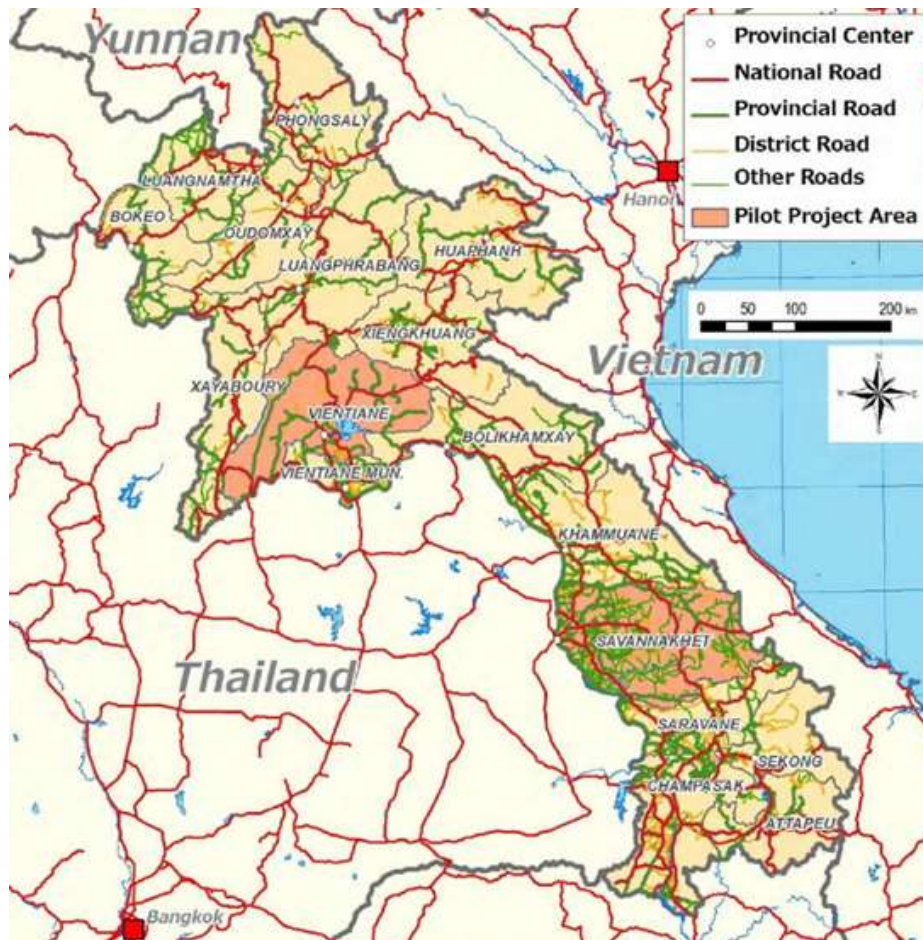 Yunnan
Provincial Center
National Road
Provincial Road
District Road
Other Roads
Pilot Project Area
PHONGSALY
Hanoi
LUANGNAMTHA
BOKEO
OUDOMXAY
HUAPHANH
LUANGPHRABANG
0 50 100 200 km
XIENGKHUANG
Vietnam
N
XAYABOURY
VIENTIANE
BOLIKHAMXAY
VIENTIANE MUN.
KHAMMUANE
SAVANNAKHET
Thailand
SARAVANE
SEKONG
CHAMPASAK
ATTAPEU
Bangkok